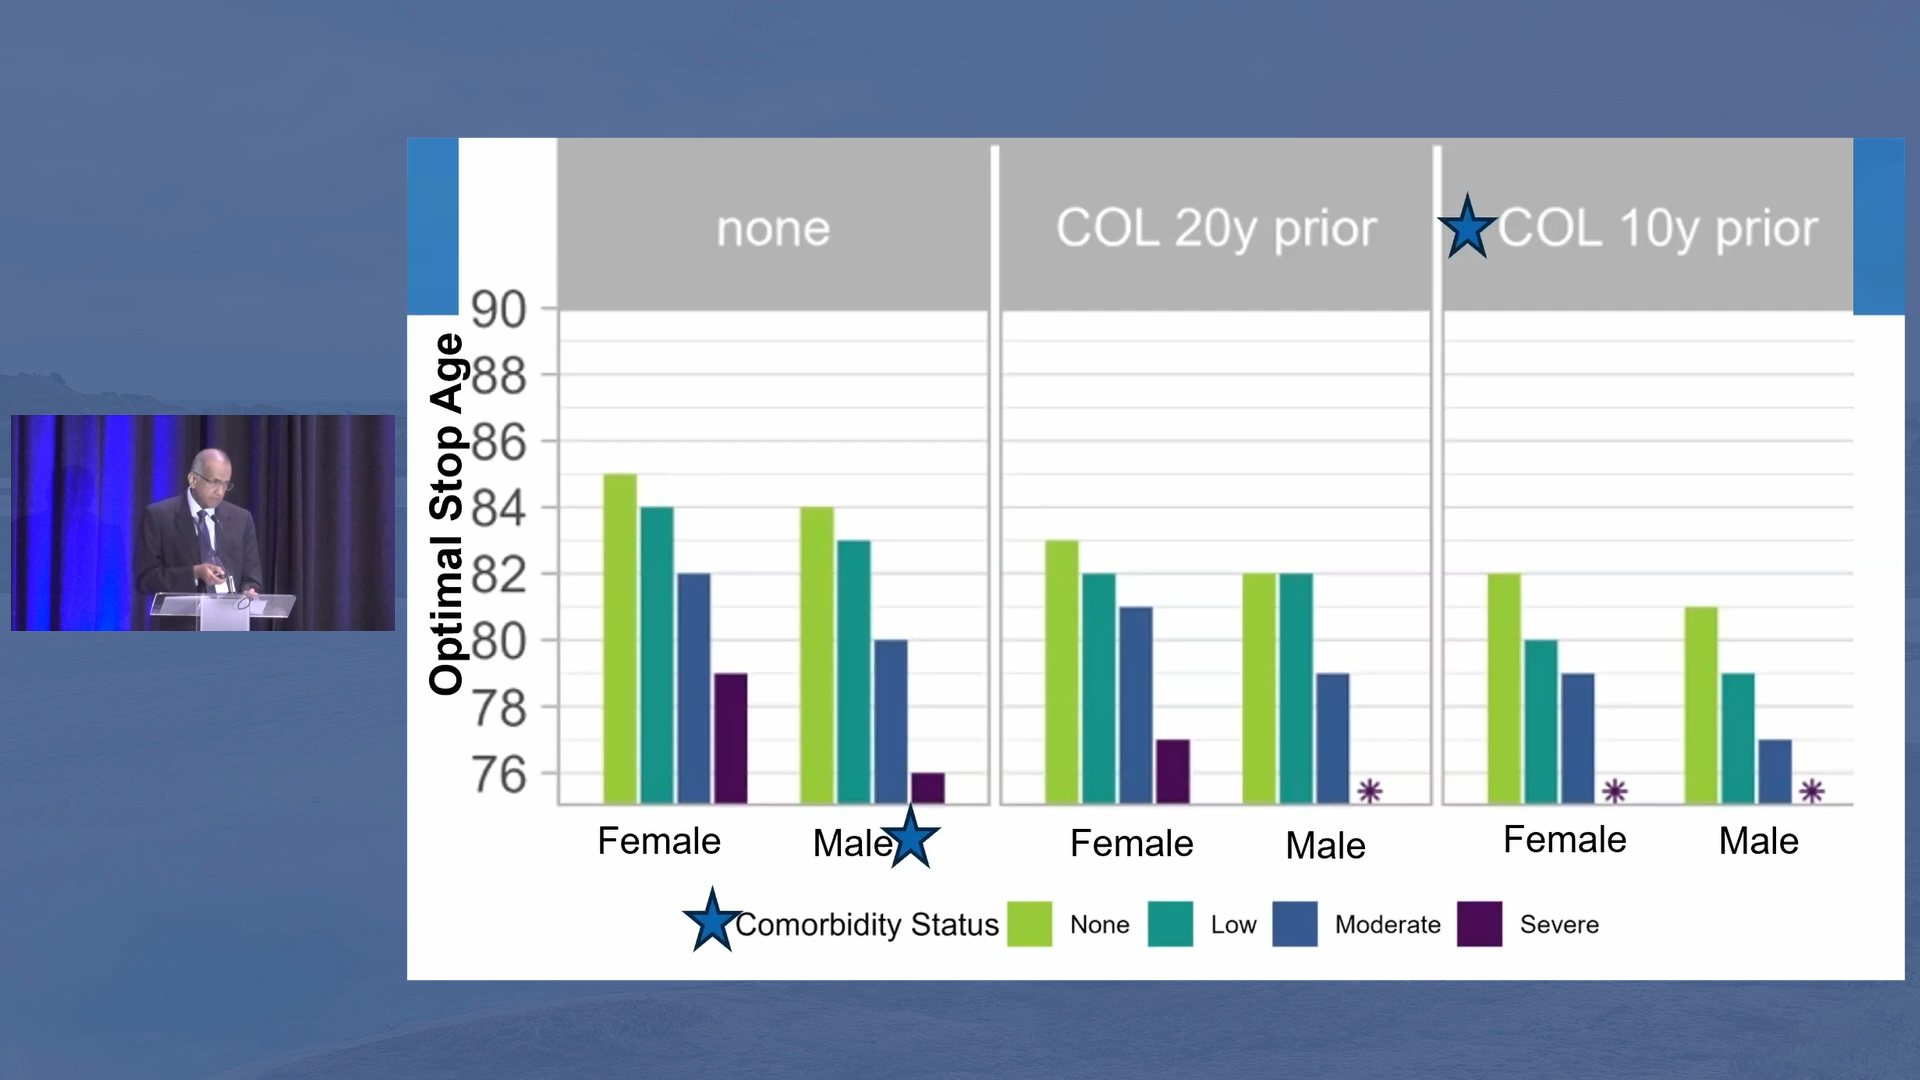 none
COL 20y prior
COL 10y prior
Optimal Stop Age
90
88
86
84
82
80
78
76
*
*
*
Female
Male
Female
Male
Female
Male
Comorbidity Status
None
Low
Moderate
Severe